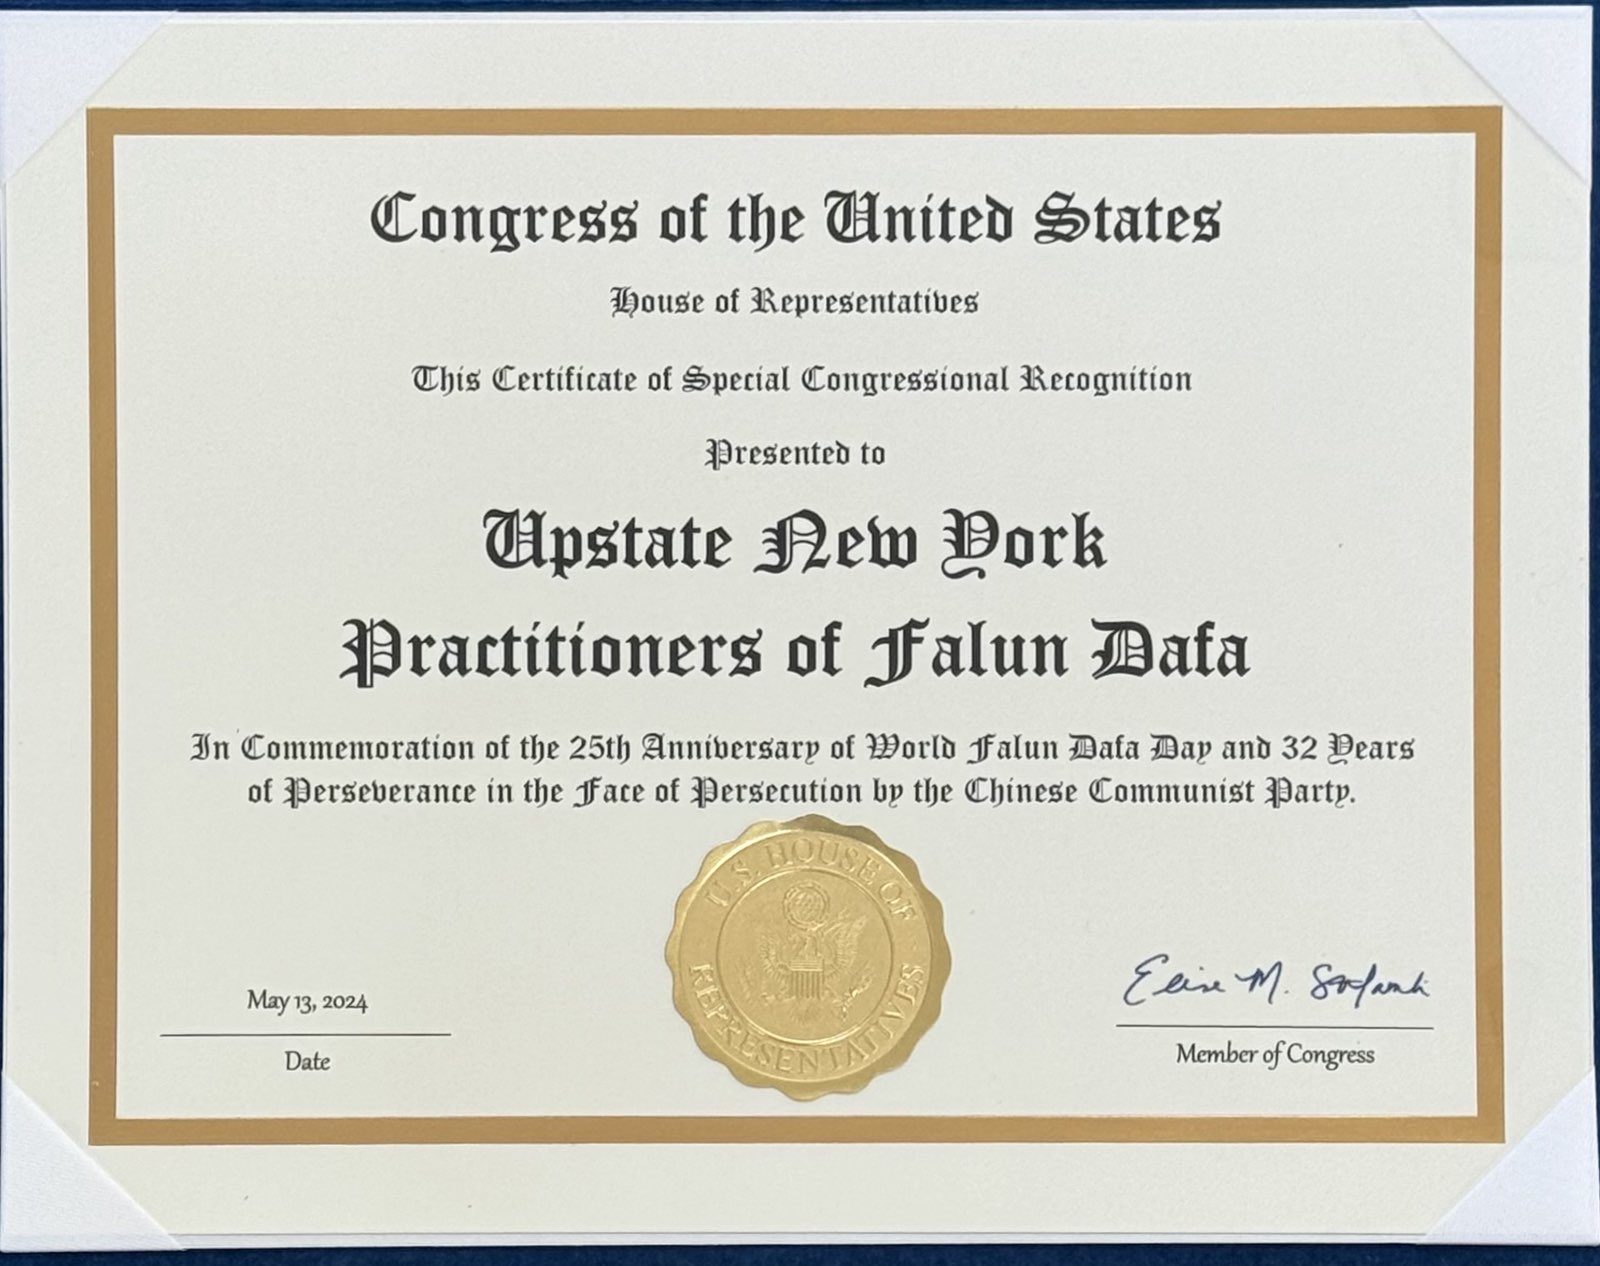 Congress of the United States
House of Representatives
This Certificate of Special Congressional Recognition
Presented to
Upstate New York
Practitioners of Falun Dafa
In Commemoration of the 25th Anniversary of World Falun Dafa Day and 32 Years
of Perseverance in the Face of Persecution by the Chinese Communist Party.
U.S. HOUSE OF
REPRESENTATIVES
May 13, 2024
Date
Elise M. Stefanik
Member of Congress